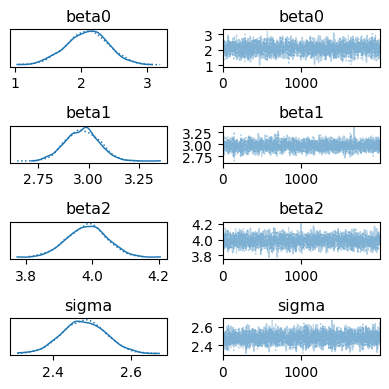 beta0 beta0
3
2
1
1 2 3 0 1000
beta1 beta1
3.25
3.00
2.75
2.75 3.00 3.25 0 1000
beta2 beta2
4.2
4.0
3.8
3.8 4.0 4.2 0 1000
sigma sigma
2.6
2.4
2.4 2.6 0 1000